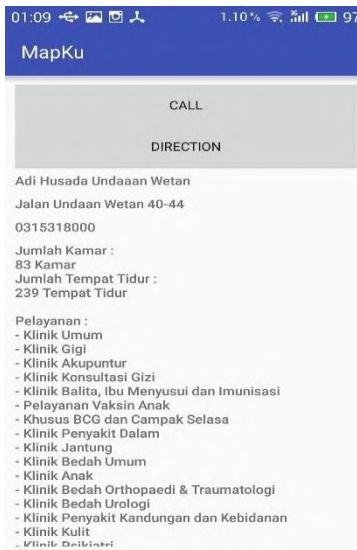 01:09 1.10% 97
MapKu
CALL
DIRECTION
Adi Husada Undaaan Wetan
Jalan Undaan Wetan 40-44
0315318000
Jumlah Kamar :
83 Kamar
Jumlah Tempat Tidur :
239 Tempat Tidur
Pelayanan :
- Klinik Umum
- Klinik Gigi
- Klinik Akupuntur
- Klinik Konsultasi Gizi
- Klinik Balita, Ibu Menyusui dan Imunisasi
- Pelayanan Vaksin Anak
- Khusus BCG dan Campak Selasa
- Klinik Penyakit Dalam
- Klinik Jantung
- Klinik Bedah Umum
- Klinik Anak
- Klinik Bedah Orthopaedi & Traumatologi
- Klinik Bedah Urologi
- Klinik Penyakit Kandungan dan Kebidanan
- Klinik Kulit
- Klinik Psikiatri